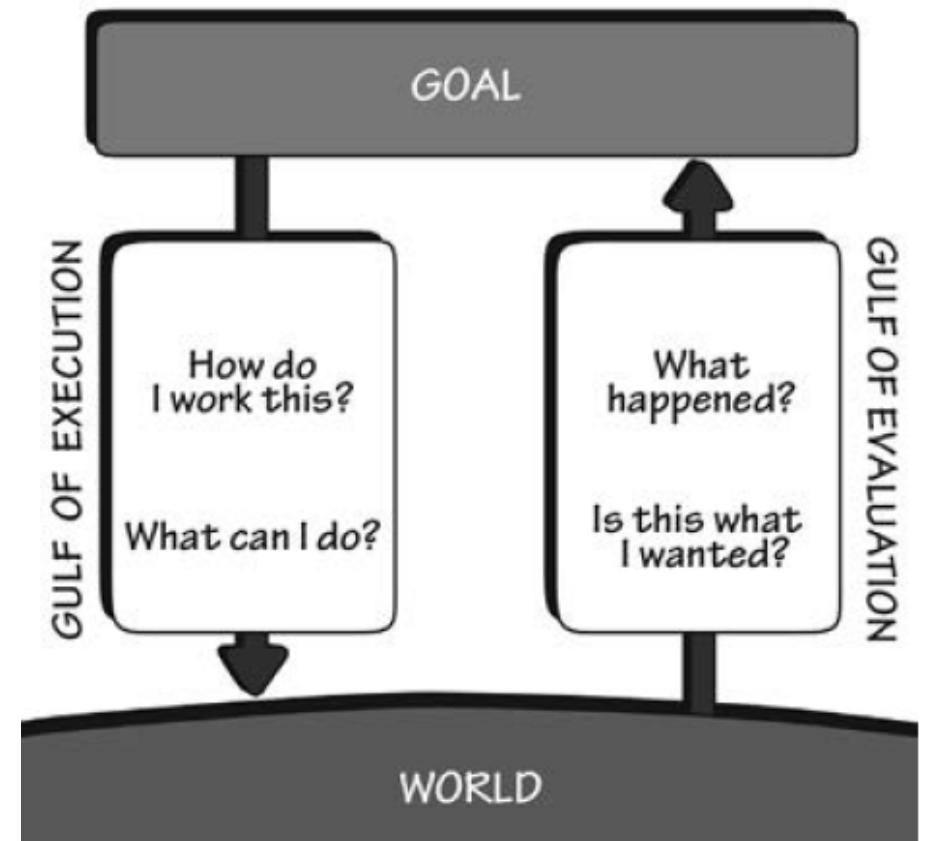 GOAL
GULF OF EXECUTION
How do
I work this?
What can I do?
What
happened?
Is this what
I wanted?
GULF OF EVALUATION
WORLD